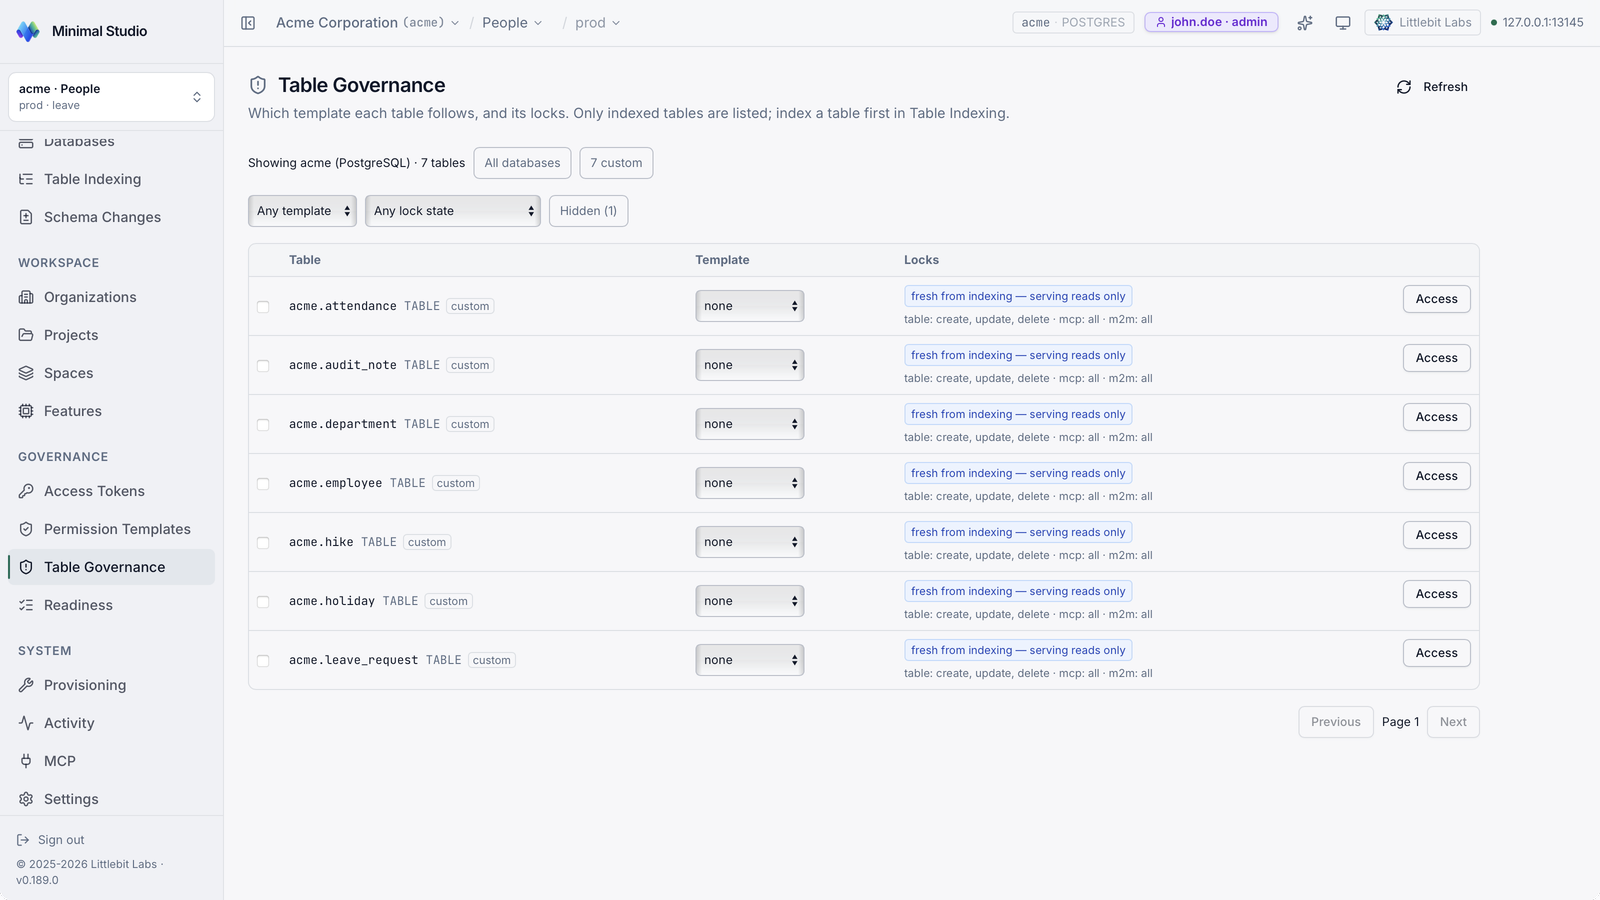 Minimal Studio
acme · People
prod · leave
Databases
Table Indexing
Schema Changes
WORKSPACE
Organizations
Projects
Spaces
Features
GOVERNANCE
Access Tokens
Permission Templates
Table Governance
Readiness
SYSTEM
Provisioning
Activity
MCP
Settings
Sign out
© 2025-2026 Littlebit Labs ·
v0.189.0
Acme Corporation (acme) / People / prod
acme · POSTGRES
john.doe · admin
Littlebit Labs
127.0.0.1:13145
Table Governance
Refresh
Which template each table follows, and its locks. Only indexed tables are listed; index a table first in Table Indexing.
Showing acme (PostgreSQL) · 7 tables All databases 7 custom
Any template Any lock state Hidden (1)
Table Template Locks
acme.attendance TABLE custom none fresh from indexing — serving reads only Access
table: create, update, delete · mcp: all · m2m: all
acme.audit_note TABLE custom none fresh from indexing — serving reads only Access
table: create, update, delete · mcp: all · m2m: all
acme.department TABLE custom none fresh from indexing — serving reads only Access
table: create, update, delete · mcp: all · m2m: all
acme.employee TABLE custom none fresh from indexing — serving reads only Access
table: create, update, delete · mcp: all · m2m: all
acme.hike TABLE custom none fresh from indexing — serving reads only Access
table: create, update, delete · mcp: all · m2m: all
acme.holiday TABLE custom none fresh from indexing — serving reads only Access
table: create, update, delete · mcp: all · m2m: all
acme.leave_request TABLE custom none fresh from indexing — serving reads only Access
table: create, update, delete · mcp: all · m2m: all
Previous Page 1 Next